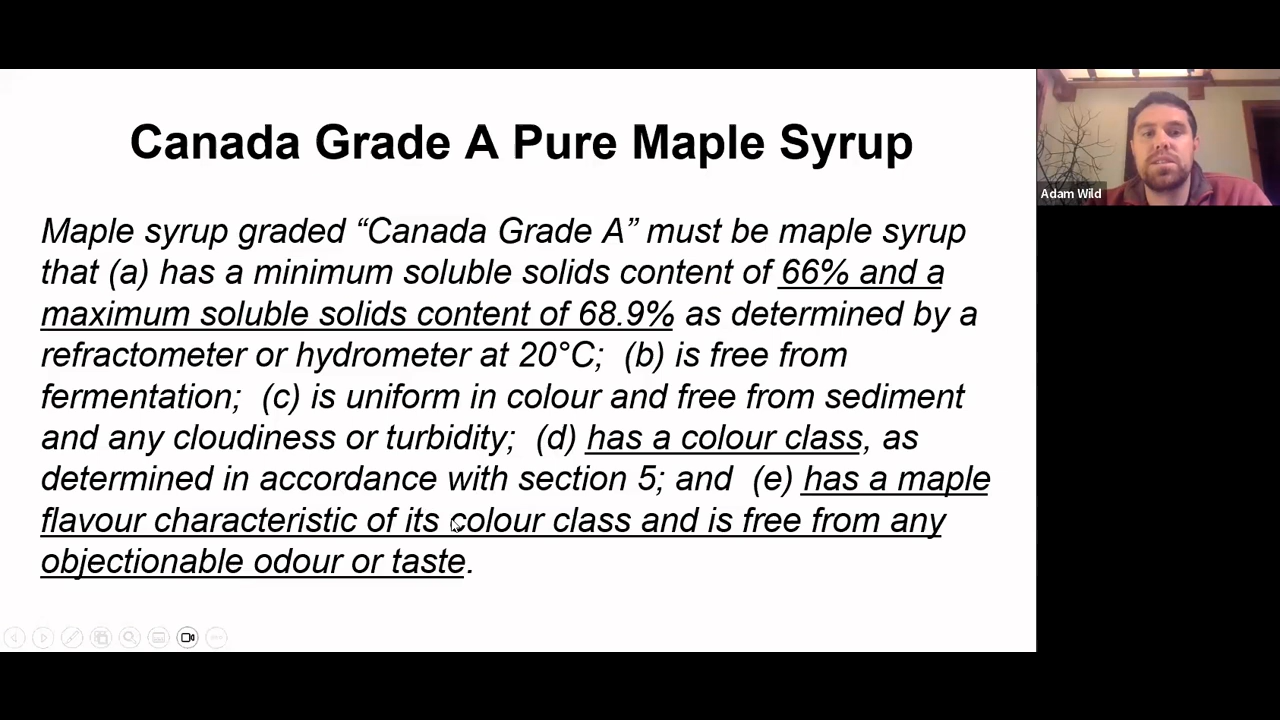 Canada Grade A Pure Maple Syrup
Maple syrup graded “Canada Grade A” must be maple syrup
that (a) has a minimum soluble solids content of 66% and a
maximum soluble solids content of 68.9% as determined by a
refractometer or hydrometer at 20°C;  (b) is free from
fermentation;  (c) is uniform in colour and free from sediment
and any cloudiness or turbidity;  (d) has a colour class, as
determined in accordance with section 5; and  (e) has a maple
flavour characteristic of its colour class and is free from any
objectionable odour or taste.
Adam Wild